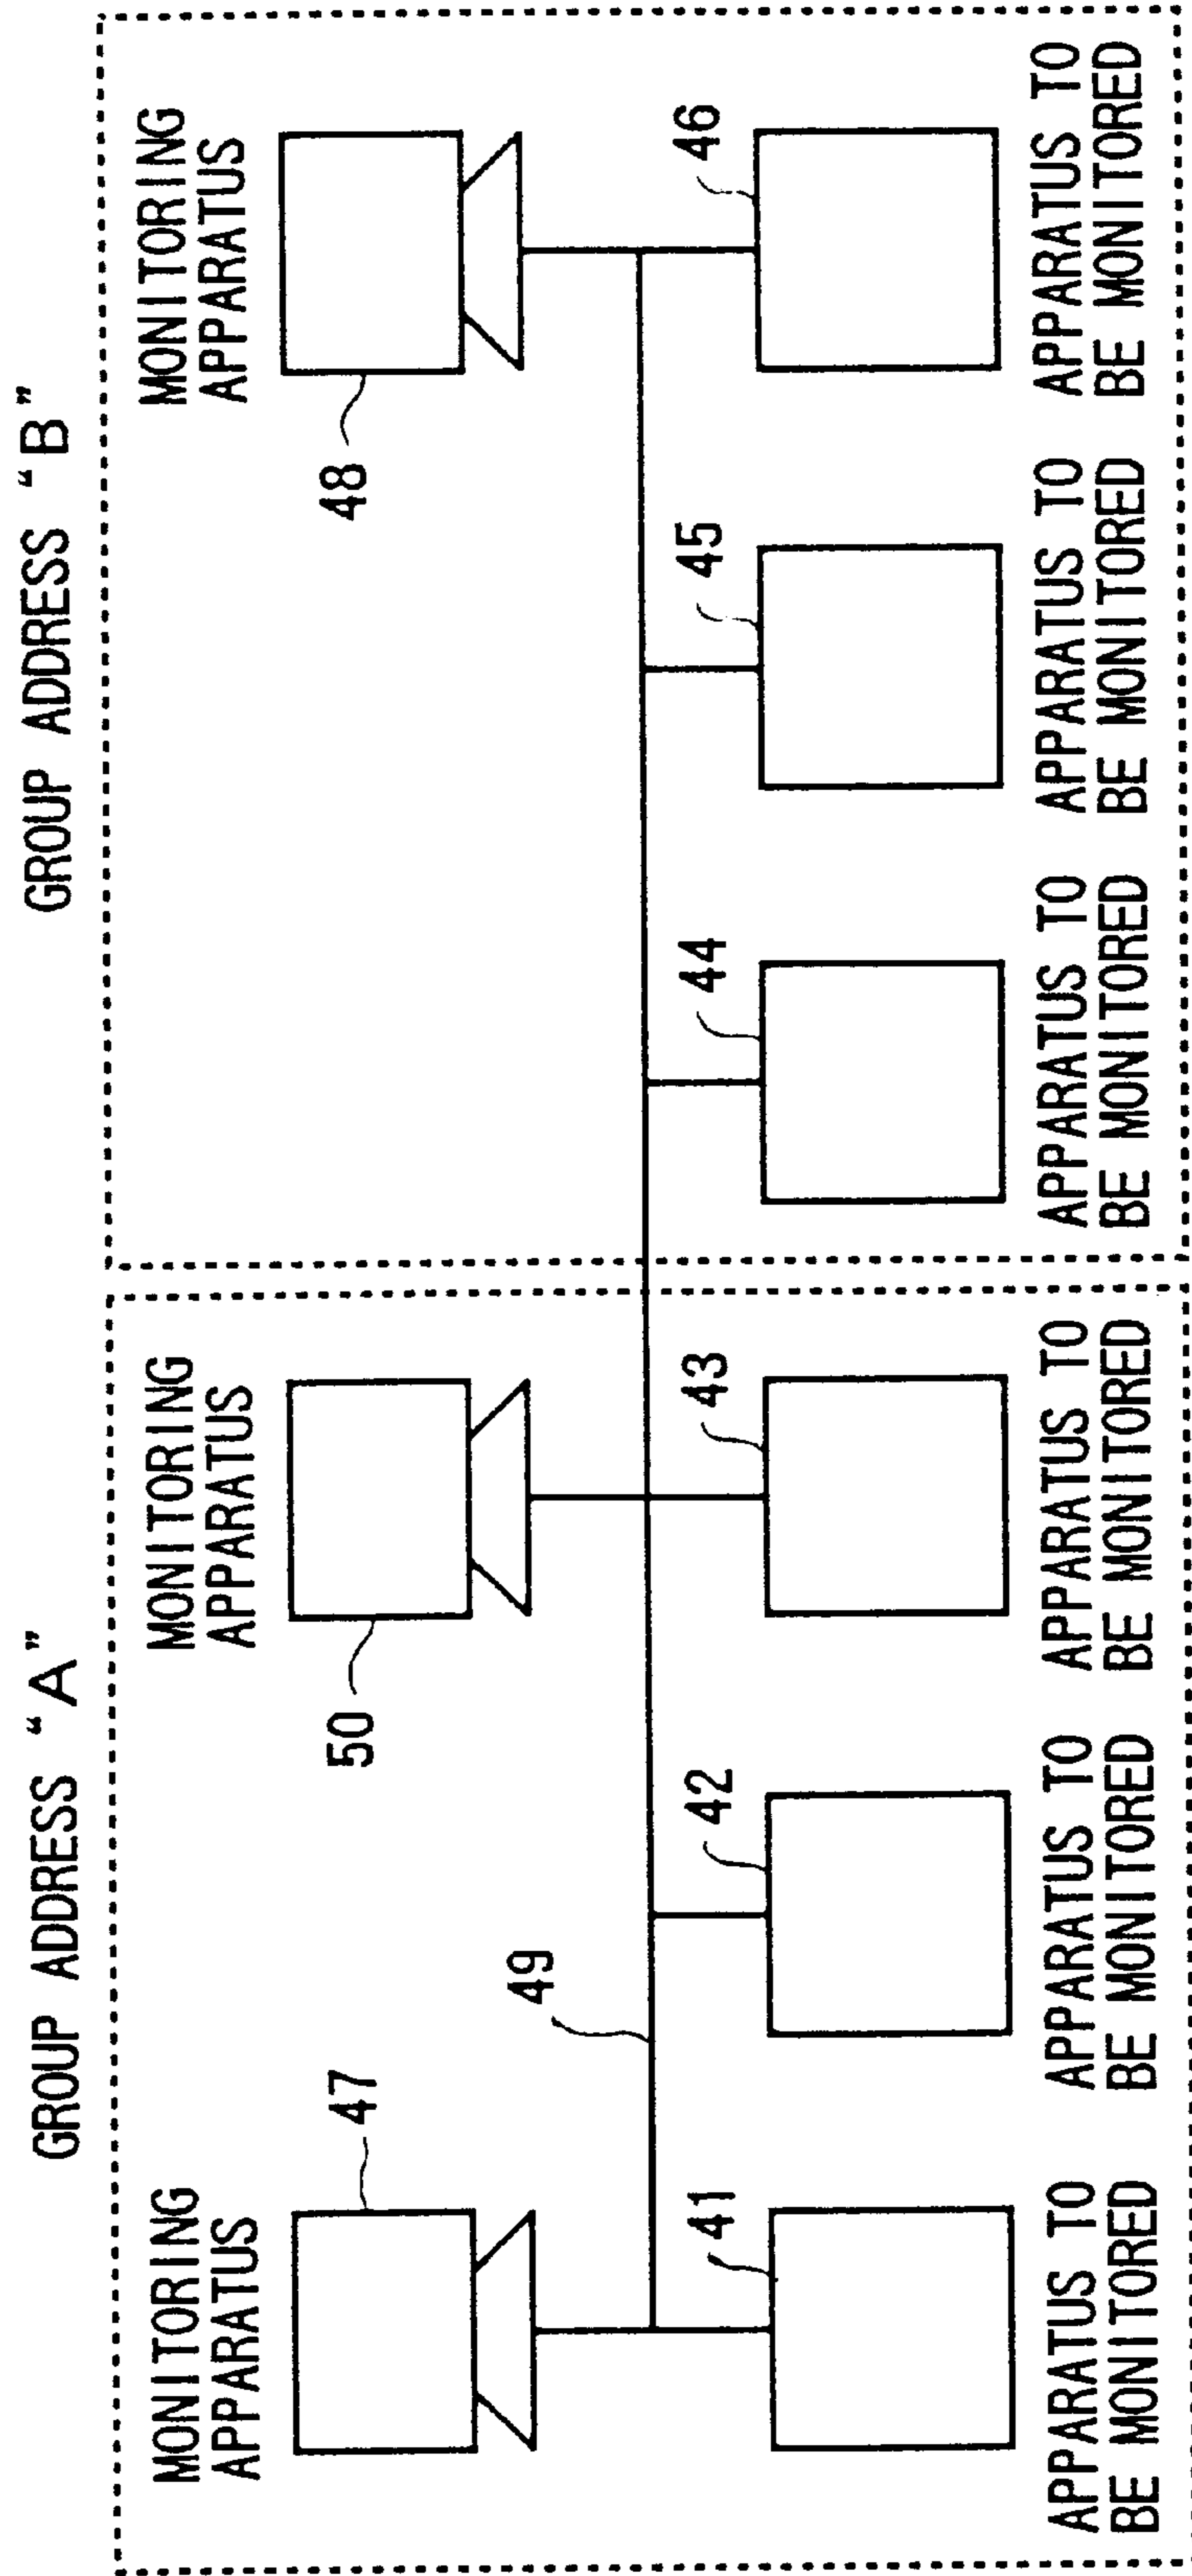 GROUP ADDRESS “A”
GROUP ADDRESS “B”
MONITORING
APPARATUS
47
MONITORING
APPARATUS
50
MONITORING
APPARATUS
48
49
41
42
43
44
45
46
APPARATUS TO
BE MONITORED
APPARATUS TO
BE MONITORED
APPARATUS TO
BE MONITORED
APPARATUS TO
BE MONITORED
APPARATUS TO
BE MONITORED
APPARATUS TO
BE MONITORED